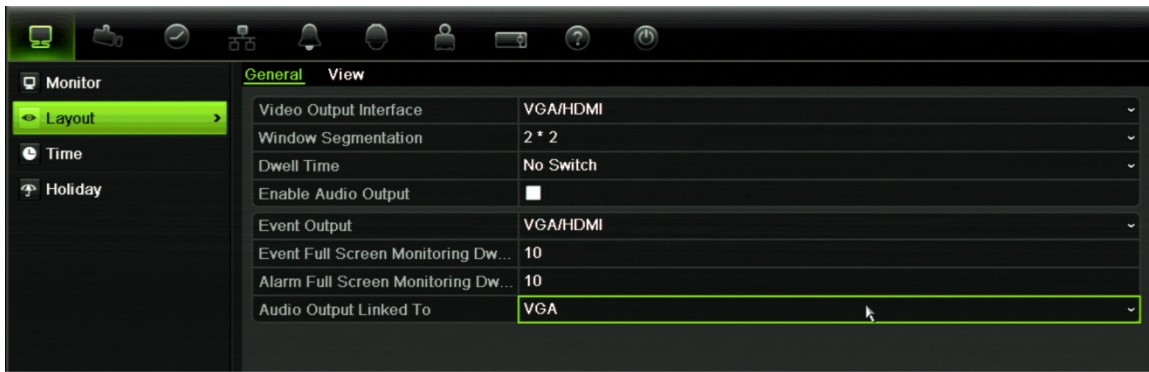 General View
Monitor
Layout
Time
Holiday
Video Output Interface VGA/HDMI
Window Segmentation 2 * 2
Dwell Time No Switch
Enable Audio Output
Event Output VGA/HDMI
Event Full Screen Monitoring Dw... 10
Alarm Full Screen Monitoring Dw... 10
Audio Output Linked To VGA